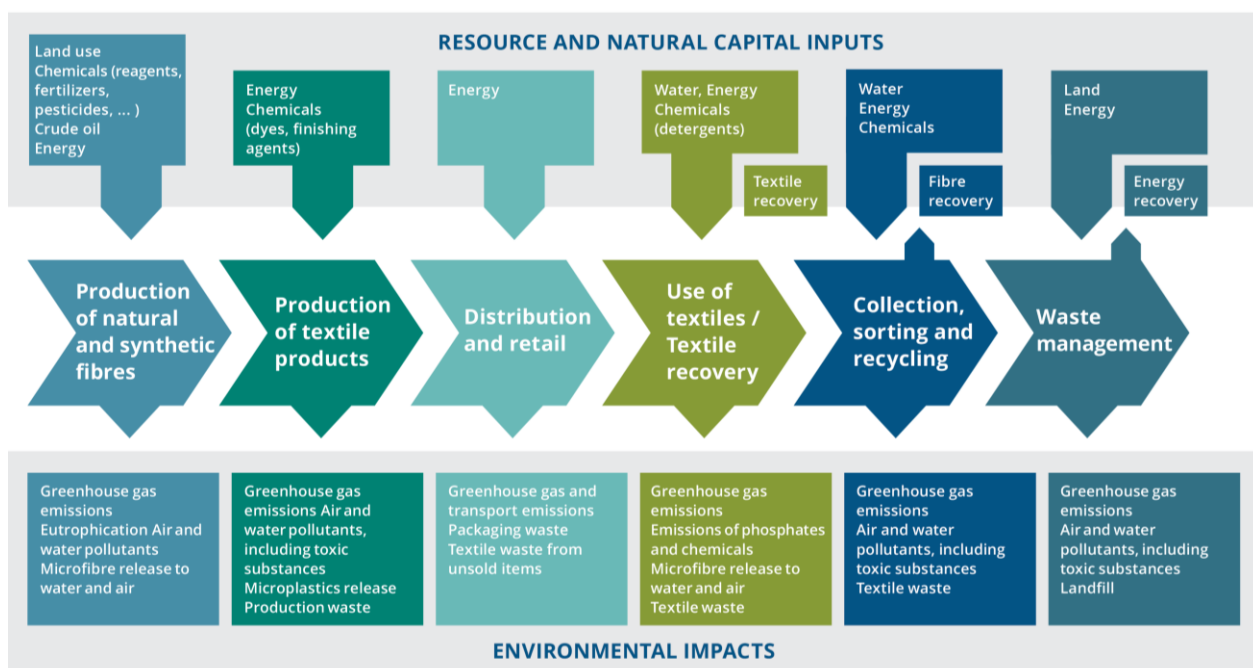 RESOURCE AND NATURAL CAPITAL INPUTS
Land use
Chemicals (reagents,
fertilizers,
pesticides, ... )
Crude oil
Energy
Energy
Chemicals
(dyes, finishing
agents)
Energy
Water, Energy
Chemicals
(detergents)
Textile
recovery
Water
Energy
Chemicals
Fibre
recovery
Land
Energy
Energy
recovery
Production
of natural
and synthetic
fibres
Production
of textile
products
Distribution
and retail
Use of
textiles /
Textile
recovery
Collection,
sorting and
recycling
Waste
management
Greenhouse gas
emissions
Eutrophication Air and
water pollutants
Microfibre release to
water and air
Greenhouse gas
emissions Air and
water pollutants,
including toxic
substances
Microplastics release
Production waste
Greenhouse gas and
transport emissions
Packaging waste
Textile waste from
unsold items
Greenhouse gas
emissions
Emissions of phosphates
and chemicals
Microfibre release to
water and air
Textile waste
Greenhouse gas
emissions
Air and water
pollutants, including
toxic substances
Textile waste
Greenhouse gas
emissions
Air and water
pollutants, including
toxic substances
Landfill
ENVIRONMENTAL IMPACTS